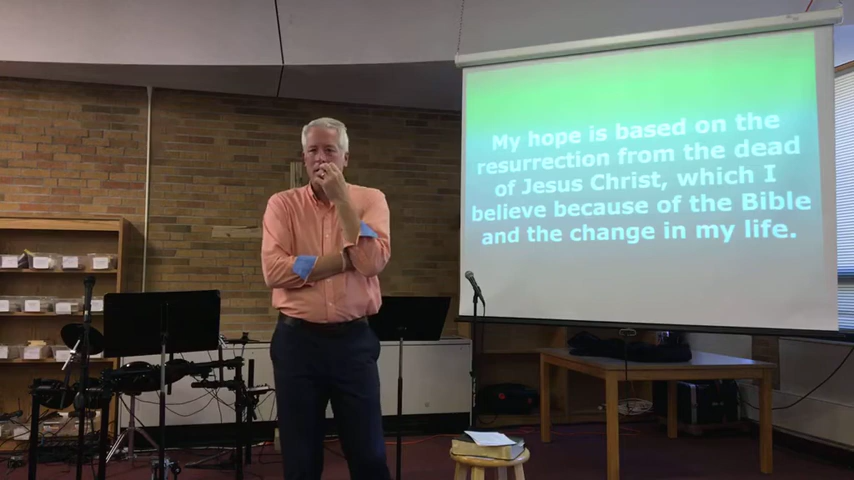 My hope is based on the
resurrection from the dead
of Jesus Christ, which I
believe because of the Bible
and the change in my life.